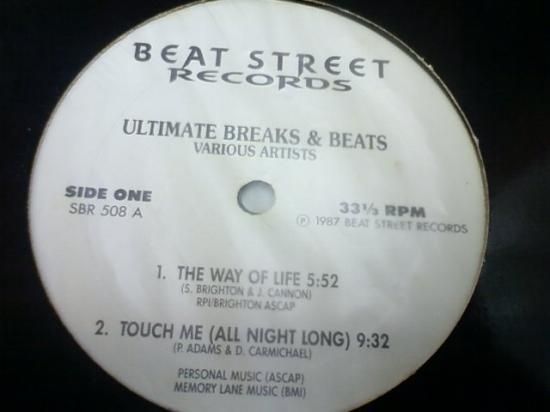 BEAT STREET
RECORDS
ULTIMATE BREAKS & BEATS
VARIOUS ARTISTS
SIDE ONE
SBR 508 A
33⅓ RPM
℗ 1987 BEAT STREET RECORDS
1. THE WAY OF LIFE 5:52
(S. BRIGHTON & J. CANNON)
RPI/BRIGHTON ASCAP
2. TOUCH ME (ALL NIGHT LONG) 9:32
(P. ADAMS & D. CARMICHAEL)
PERSONAL MUSIC (ASCAP)
MEMORY LANE MUSIC (BMI)